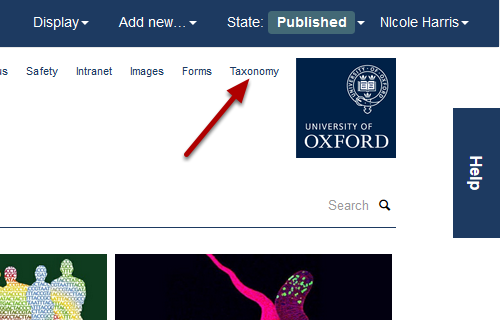 Display Add new... State: Published NIcole Harris
us Safety Intranet Images Forms Taxonomy
UNIVERSITY OF
OXFORD
Help
Search